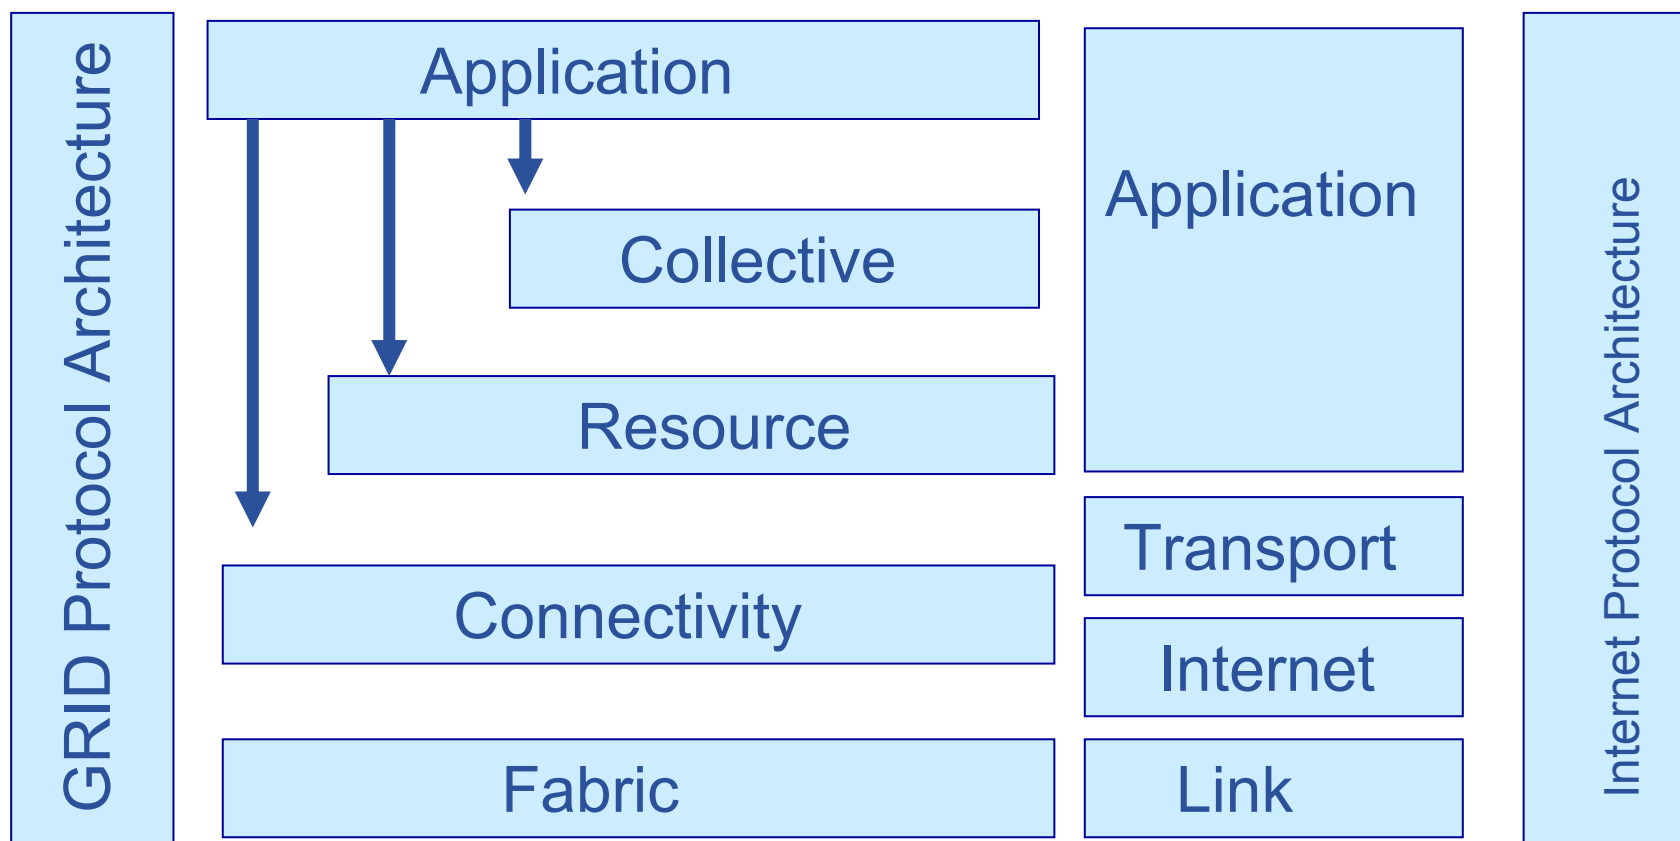 GRID Protocol Architecture
Application
Collective
Resource
Connectivity
Fabric
Application
Transport
Internet
Link
Internet Protocol Architecture